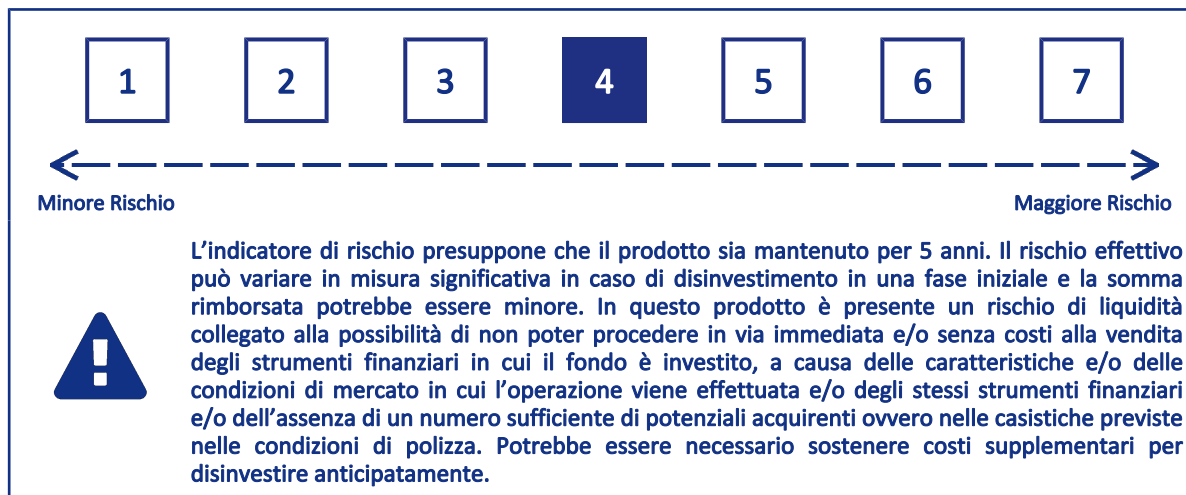 1 2 3 4 5 6 7
Minore Rischio Maggiore Rischio
L’indicatore di rischio presuppone che il prodotto sia mantenuto per 5 anni. Il rischio effettivo
può variare in misura significativa in caso di disinvestimento in una fase iniziale e la somma
rimborsata potrebbe essere minore. In questo prodotto è presente un rischio di liquidità
collegato alla possibilità di non poter procedere in via immediata e/o senza costi alla vendita
degli strumenti finanziari in cui il fondo è investito, a causa delle caratteristiche e/o delle
condizioni di mercato in cui l’operazione viene effettuata e/o degli stessi strumenti finanziari
e/o dell’assenza di un numero sufficiente di potenziali acquirenti ovvero nelle casistiche previste
nelle condizioni di polizza. Potrebbe essere necessario sostenere costi supplementari per
disinvestire anticipatamente.